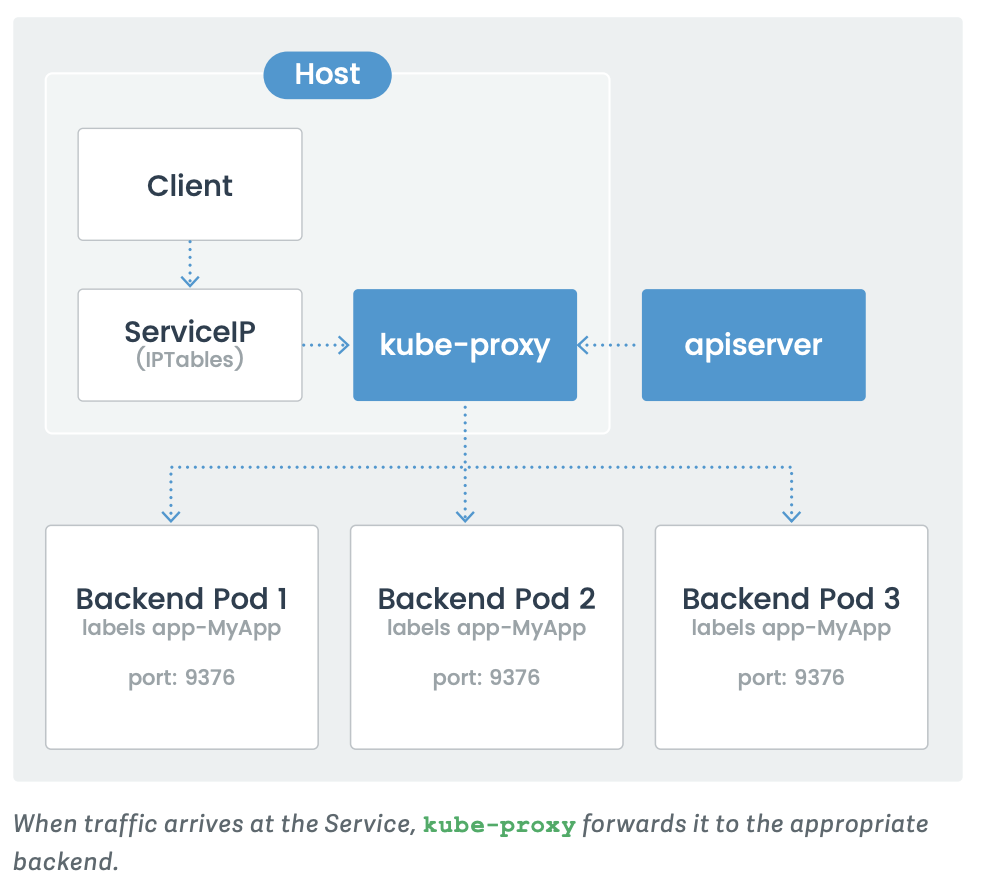 Host
Client
ServiceIP
(IPTables)
kube-proxy
apiserver
Backend Pod 1
labels app-MyApp
port: 9376
Backend Pod 2
labels app-MyApp
port: 9376
Backend Pod 3
labels app-MyApp
port: 9376
When traffic arrives at the Service, kube-proxy forwards it to the appropriate
backend.